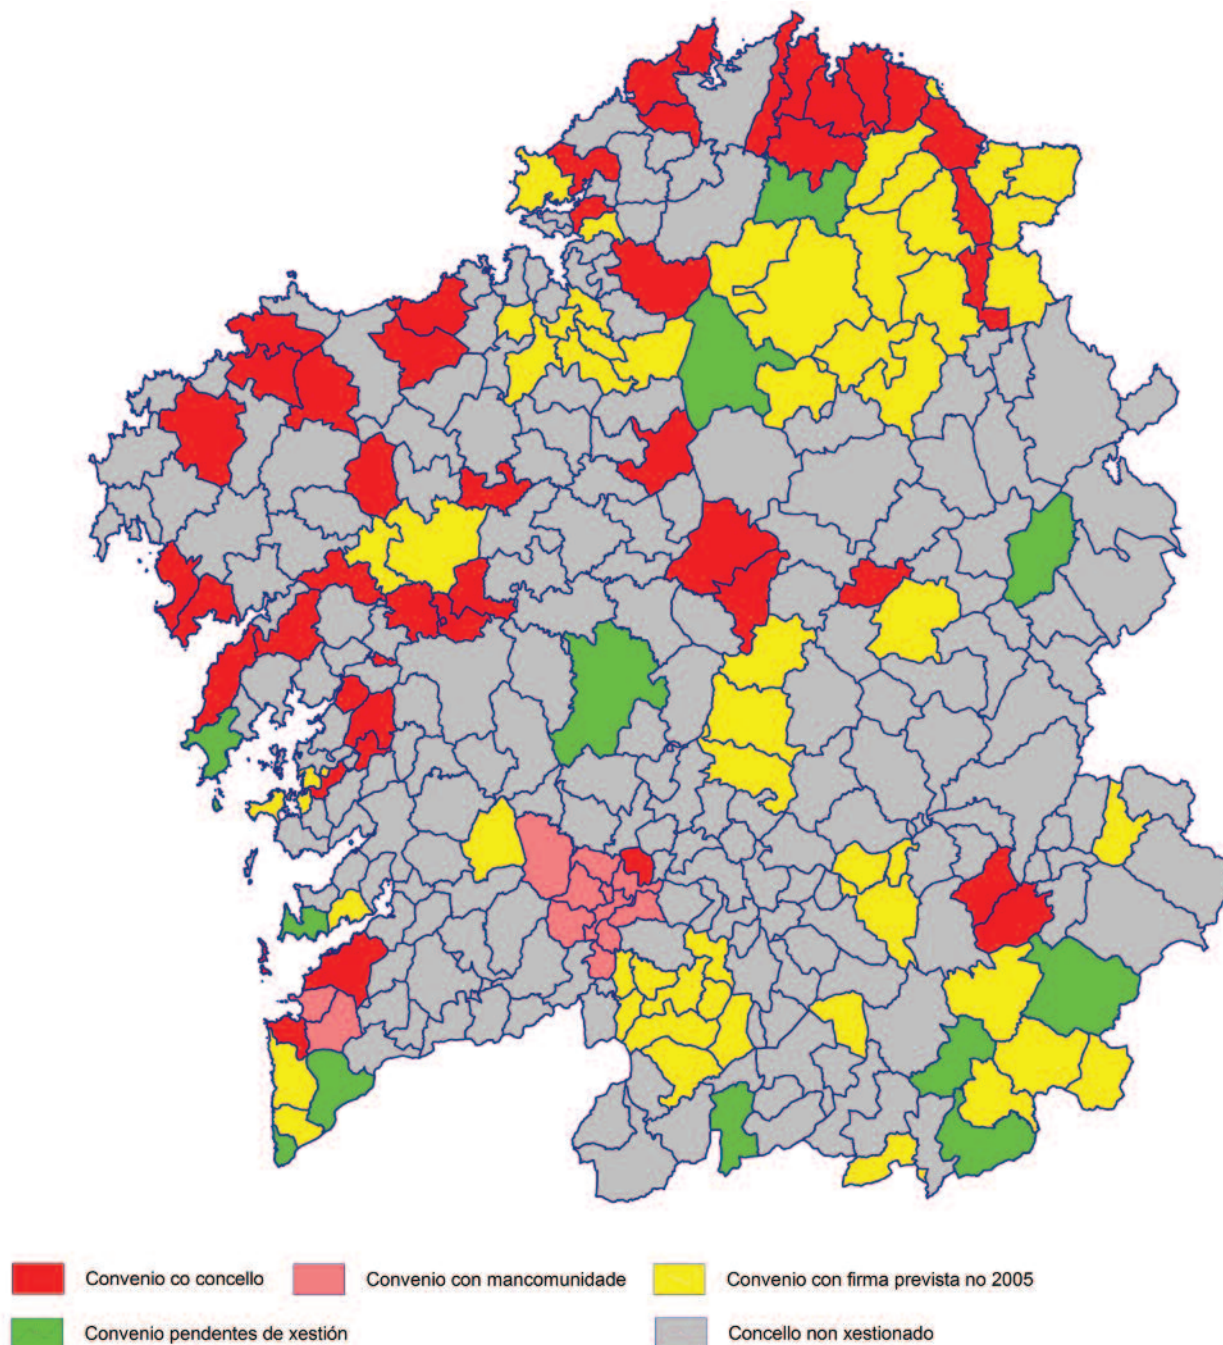 Convenio co concello
Convenio con mancomunidade
Convenio con firma prevista no 2005
Convenio pendentes de xestión
Concello non xestionado